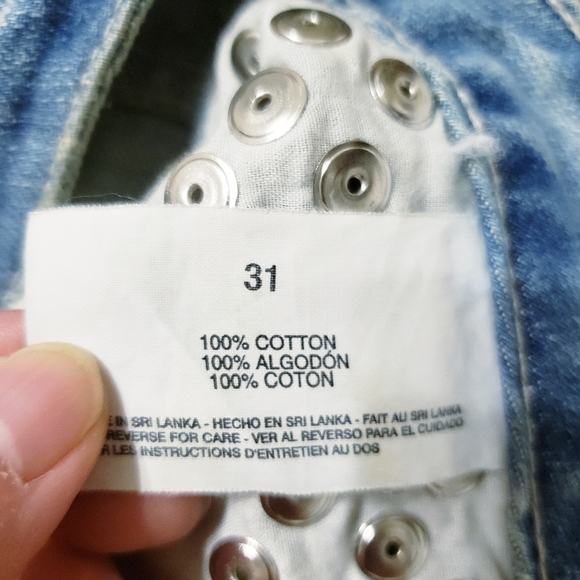 31
100% COTTON
100% ALGODÓN
100% COTON
IN SRI LANKA - HECHO EN SRI LANKA - FAIT AU SRI LANKA
REVERSE FOR CARE - VER AL REVERSO PARA EL CUIDADO
LES INSTRUCTIONS D'ENTRETIEN AU DOS